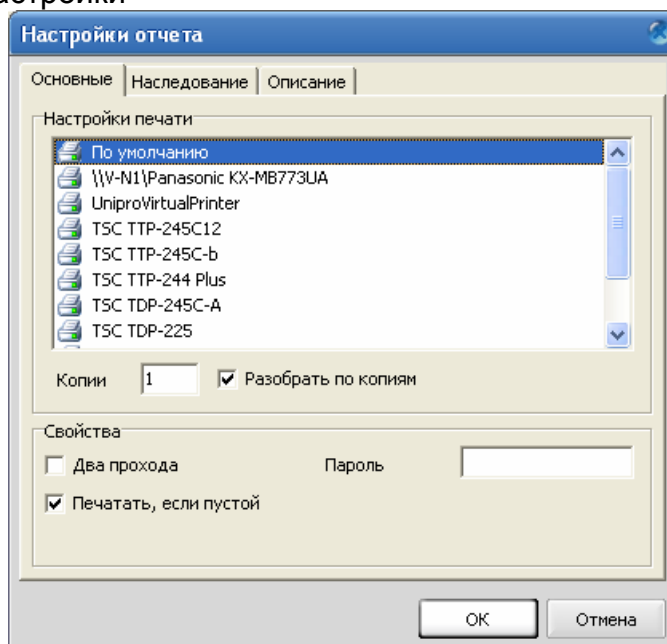 Настройки отчета
Основные Наследование Описание
Настройки печати
По умолчанию
\\V-N1\Panasonic KX-MB773UA
UniproVirtualPrinter
TSC TTP-245C12
TSC TTP-245C-b
TSC TTP-244 Plus
TSC TDP-245C-A
TSC TDP-225
Копии 1 Разобрать по копиям
Свойства
Два прохода Пароль
Печатать, если пустой
ОК Отмена